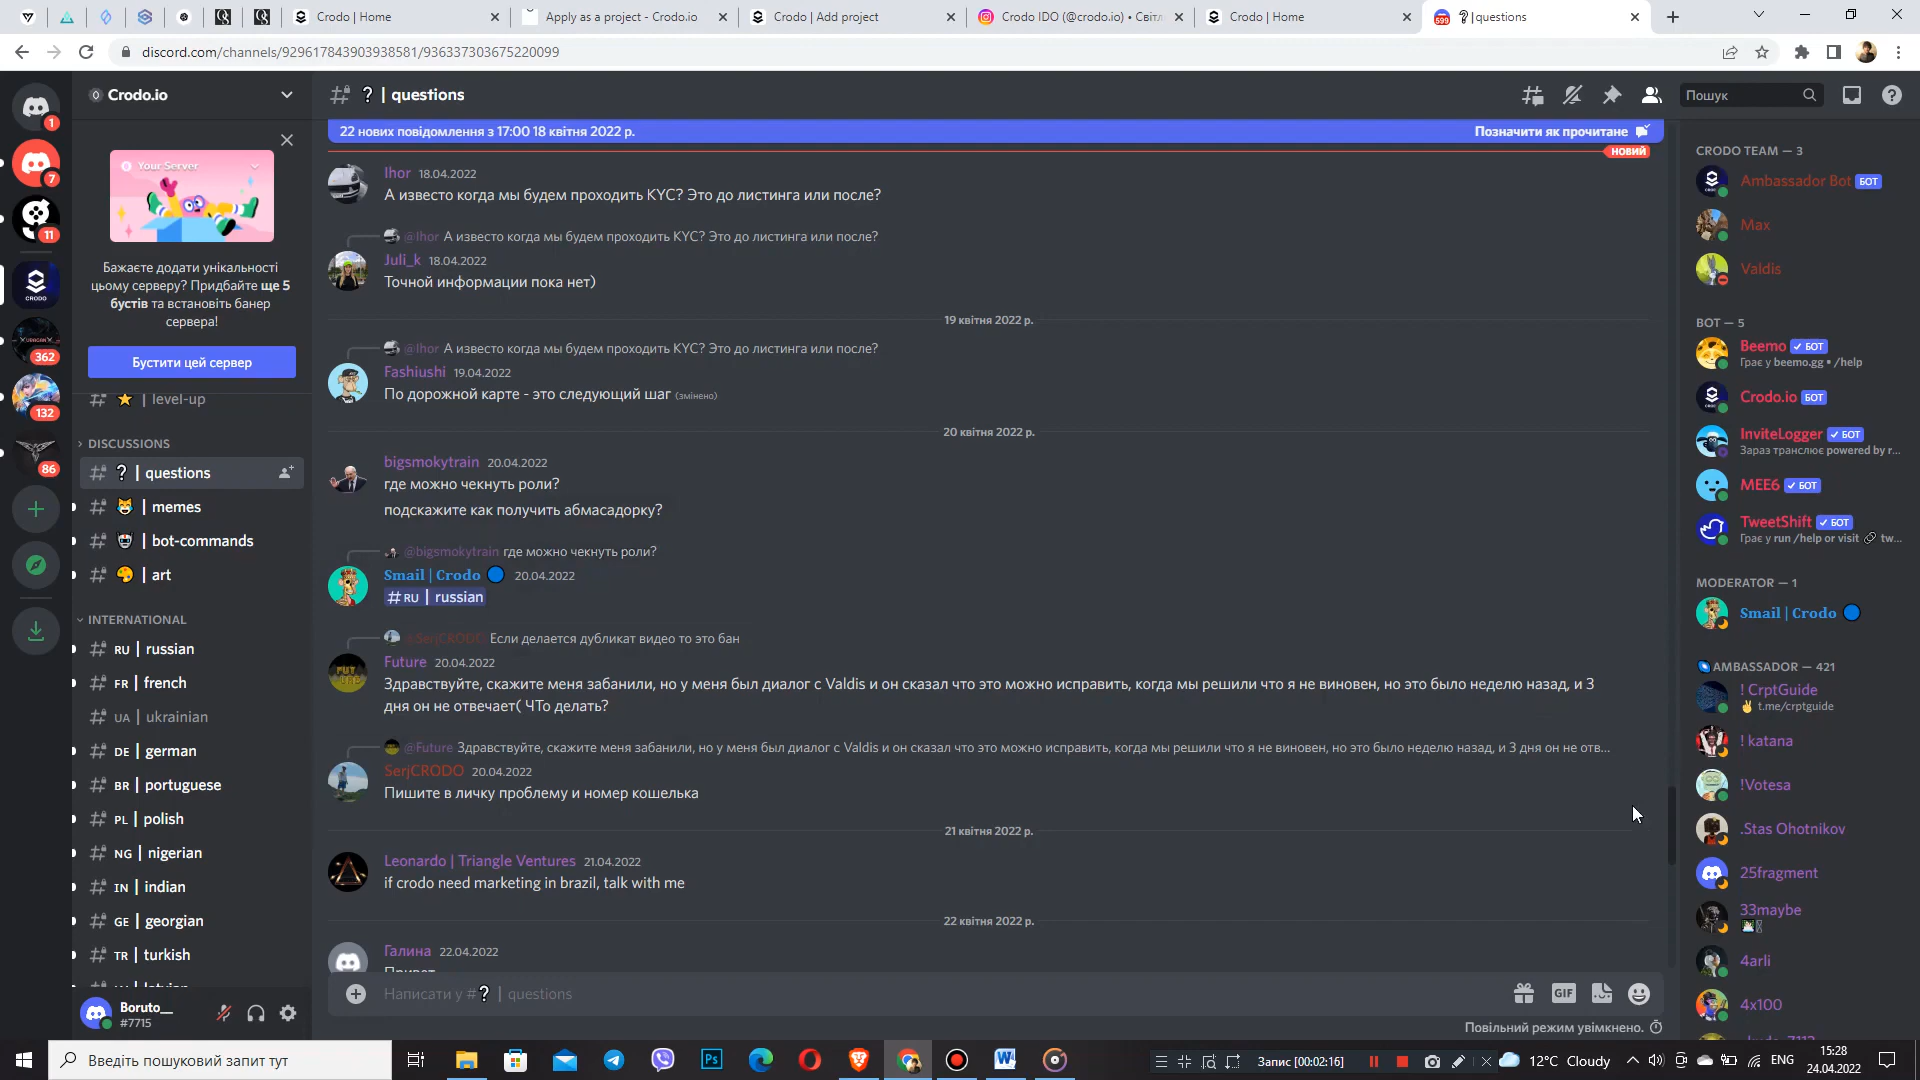 Crodo | Home
Apply as a project - Crodo.io
Crodo | Add project
Crodo IDO (@crodo.io) • Світл
Crodo | Home
599
? | questions
discord.com/channels/929617843903938581/936337303675220099
Crodo.io
? | questions
Пошук
1
7
11
CRODO
362
132
86
Your Server
Бажаєте додати унікальності
цьому серверу? Придбайте ще 5
бустів та встановіть банер
сервера!
Бустити цей сервер
| level-up
DISCUSSIONS
? | questions
| memes
| bot-commands
| art
INTERNATIONAL
RU | russian
FR | french
UA | ukrainian
DE | german
BR | portuguese
PL | polish
NG | nigerian
IN | indian
GE | georgian
TR | turkish
Boruto__
#7715
22 нових повідомлення з 17:00 18 квітня 2022 р.
Позначити як прочитане
НОВИЙ
Ihor 18.04.2022
А известо когда мы будем проходить KYC? Это до листинга или после?
@Ihor А известо когда мы будем проходить KYC? Это до листинга или после?
Juli_k 18.04.2022
Точной информации пока нет)
19 квітня 2022 р.
@Ihor А известо когда мы будем проходить KYC? Это до листинга или после?
Fashiushi 19.04.2022
По дорожной карте - это следующий шаг (змінено)
20 квітня 2022 р.
bigsmokytrain 20.04.2022
где можно чекнуть роли?
подскажите как получить абмасадорку?
@bigsmokytrain где можно чекнуть роли?
Smail | Crodo 20.04.2022
RU | russian
@SerjCRODO Если делается дубликат видео то это бан
Future 20.04.2022
Здравствуйте, скажите меня забанили, но у меня был диалог с Valdis и он сказал что это можно исправить, когда мы решили что я не виновен, но это было неделю назад, и 3
дня он не отвечает( ЧТо делать?
@Future Здравствуйте, скажите меня забанили, но у меня был диалог с Valdis и он сказал что это можно исправить, когда мы решили что я не виновен, но это было неделю назад, и 3 дня он не отв...
SerjCRODO 20.04.2022
Пишите в личку проблему и номер кошелька
21 квітня 2022 р.
Leonardo | Triangle Ventures 21.04.2022
if crodo need marketing in brazil, talk with me
22 квітня 2022 р.
Галина 22.04.2022
Привет
Написати у #? | questions
GIF
Повільний режим увімкнено.
CRODO TEAM — 3
Ambassador Bot БОТ
Max
Valdis
BOT — 5
Beemo БОТ
Грає у beemo.gg • /help
Crodo.io БОТ
InviteLogger БОТ
Зараз транслює powered by r...
MEE6 БОТ
TweetShift БОТ
Грає у run /help or visit tw...
MODERATOR — 1
Smail | Crodo
AMBASSADOR — 421
! CrptGuide
t.me/crptguide
! katana
!Votesa
.Stas Ohotnikov
25fragment
33maybe
4arli
4x100
Введіть пошуковий запит тут
Ps
Запис [00:02:16]
12°C Cloudy
ENG
15:28
24.04.2022